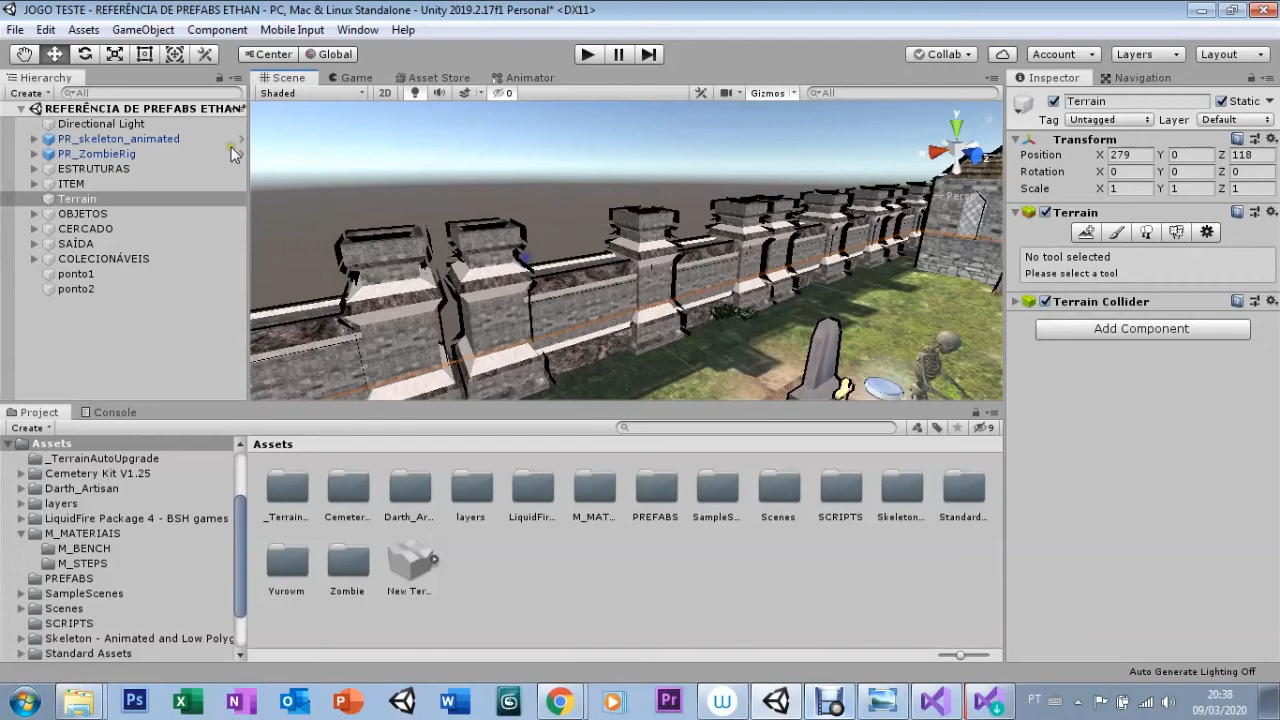 JOGO TESTE - REFERÊNCIA DE PREFABS ETHAN - PC, Mac & Linux Standalone - Unity 2019.2.17f1 Personal* <DX11>
File Edit Assets GameObject Component Mobile Input Window Help
Center Global Collab Account Layers Layout
Hierarchy Scene Game Asset Store Animator Inspector Navigation
Create All Shaded 2D 0 Gizmos All Terrain Static
REFERÊNCIA DE PREFABS ETHAN*
Directional Light
PR_skeleton_animated
PR_ZombieRig
ESTRUTURAS
ITEM
Terrain
OBJETOS
CERCADO
SAÍDA
COLECIONÁVEIS
ponto1
ponto2
y
z
Persp
Tag Untagged Layer Default
Transform
Position X 279 Y 0 Z 118
Rotation X 0 Y 0 Z 0
Scale X 1 Y 1 Z 1
Terrain
No tool selected
Please select a tool
Terrain Collider
Add Component
Project Console
Create 9
Assets
_TerrainAutoUpgrade
Cemetery Kit V1.25
Darth_Artisan
layers
LiquidFire Package 4 - BSH games
M_MATERIAIS
M_BENCH
M_STEPS
PREFABS
SampleScenes
Scenes
SCRIPTS
Skeleton - Animated and Low Polyg
Standard Assets
Assets
_Terrain... Cemeter... Darth_Ar... layers LiquidFir... M_MAT... PREFABS SampleS... Scenes SCRIPTS Skeleton... Standard...
Yurowm Zombie New Ter...
Auto Generate Lighting Off
Ps X N O P W Pr W PT 20:38
09/03/2020